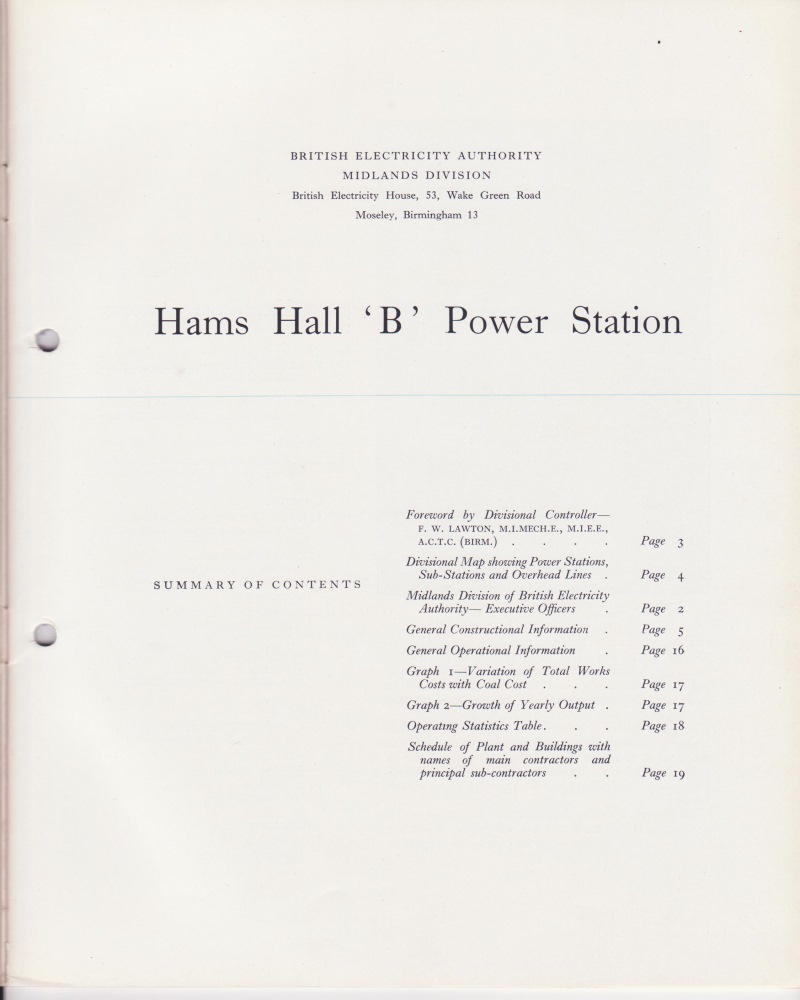 BRITISH ELECTRICITY AUTHORITY
MIDLANDS DIVISION
British Electricity House, 53, Wake Green Road
Moseley, Birmingham 13
Hams Hall ‘B’ Power Station
SUMMARY OF CONTENTS
Foreword by Divisional Controller—
F. W. LAWTON, M.I.MECH.E., M.I.E.E.,
A.C.T.C. (BIRM.) . . . . Page 3
Divisional Map showing Power Stations,
Sub-Stations and Overhead Lines . Page 4
Midlands Division of British Electricity
Authority— Executive Officers . Page 2
General Constructional Information . Page 5
General Operational Information . Page 16
Graph 1—Variation of Total Works
Costs with Coal Cost . . . Page 17
Graph 2—Growth of Yearly Output . Page 17
Operating Statistics Table . . . Page 18
Schedule of Plant and Buildings with
names of main contractors and
principal sub-contractors . . Page 19